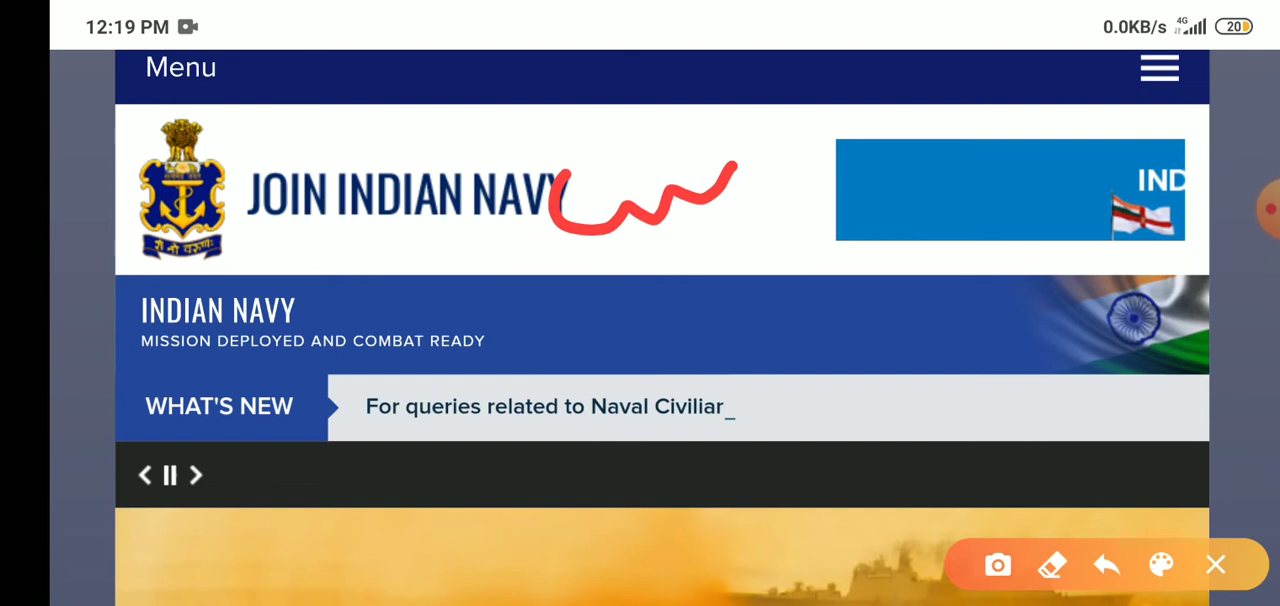 12:19 PM
0.0KB/s 4G 20
Menu
शं नो वरुणः
JOIN INDIAN NAVY
IND
INDIAN NAVY
MISSION DEPLOYED AND COMBAT READY
WHAT'S NEW
For queries related to Naval Civiliar_